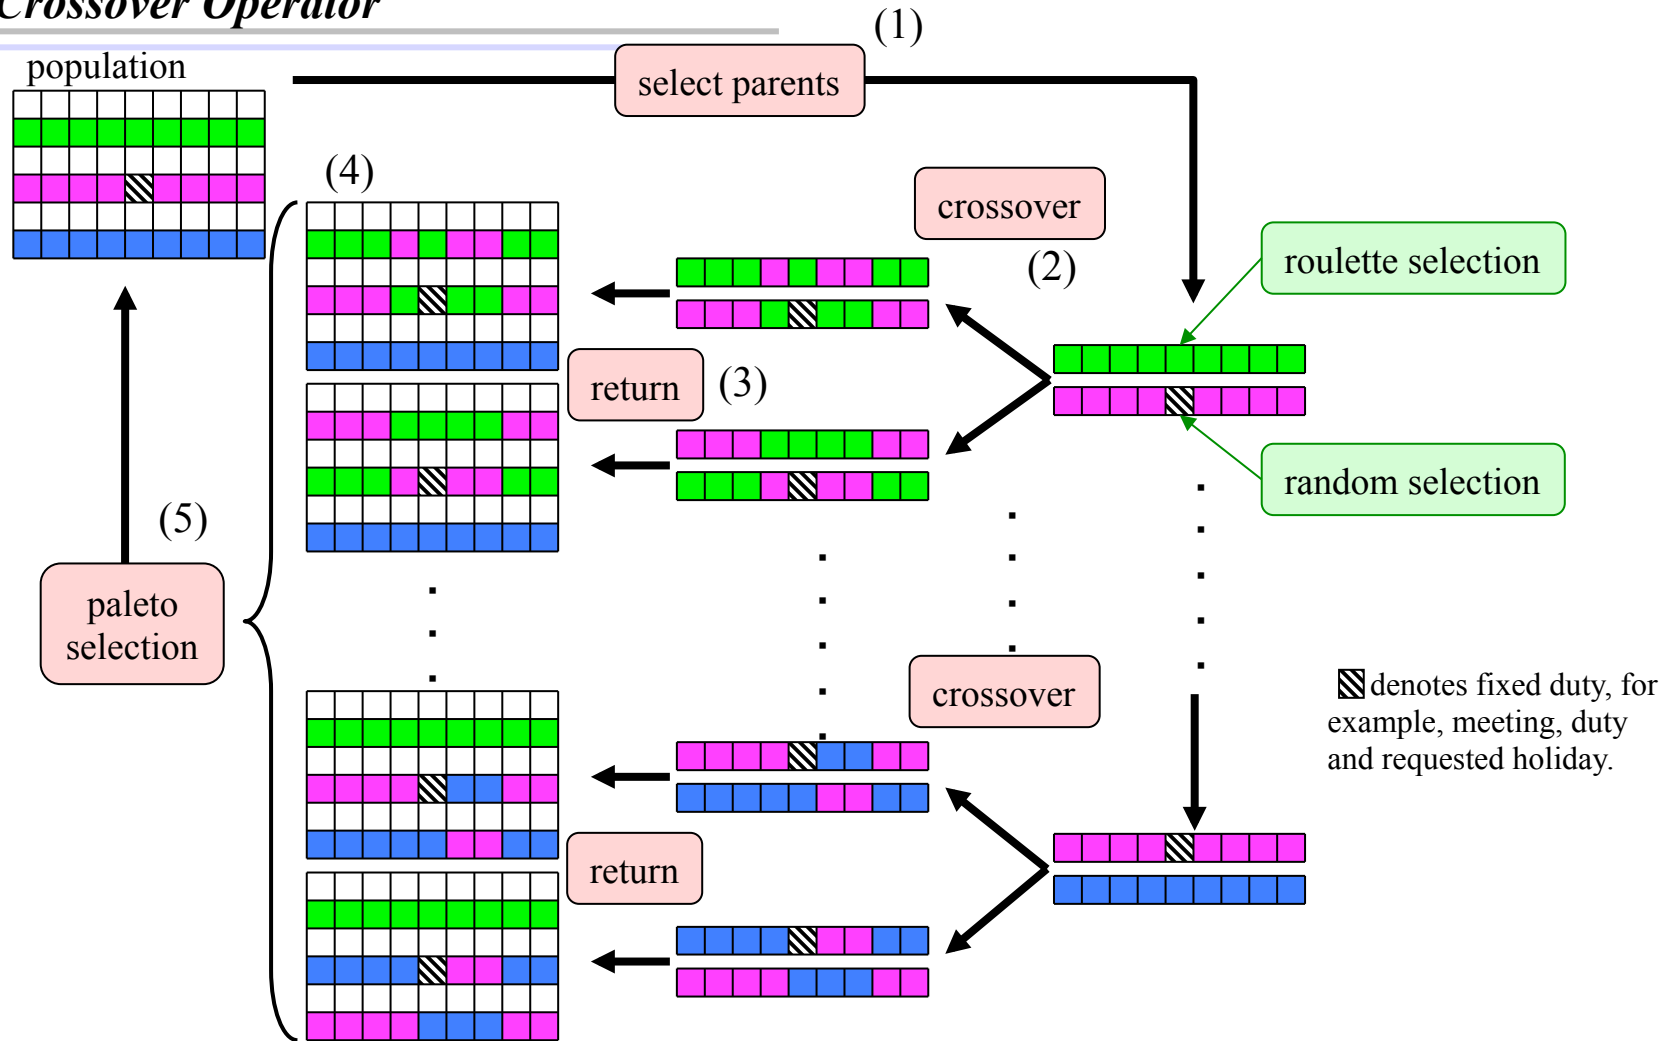 Crossover Operator
(1)
population
select parents
(4)
crossover
(2)
roulette selection
return
(3)
random selection
(5)
paleto
selection
crossover
denotes fixed duty, for
example, meeting, duty
and requested holiday.
return